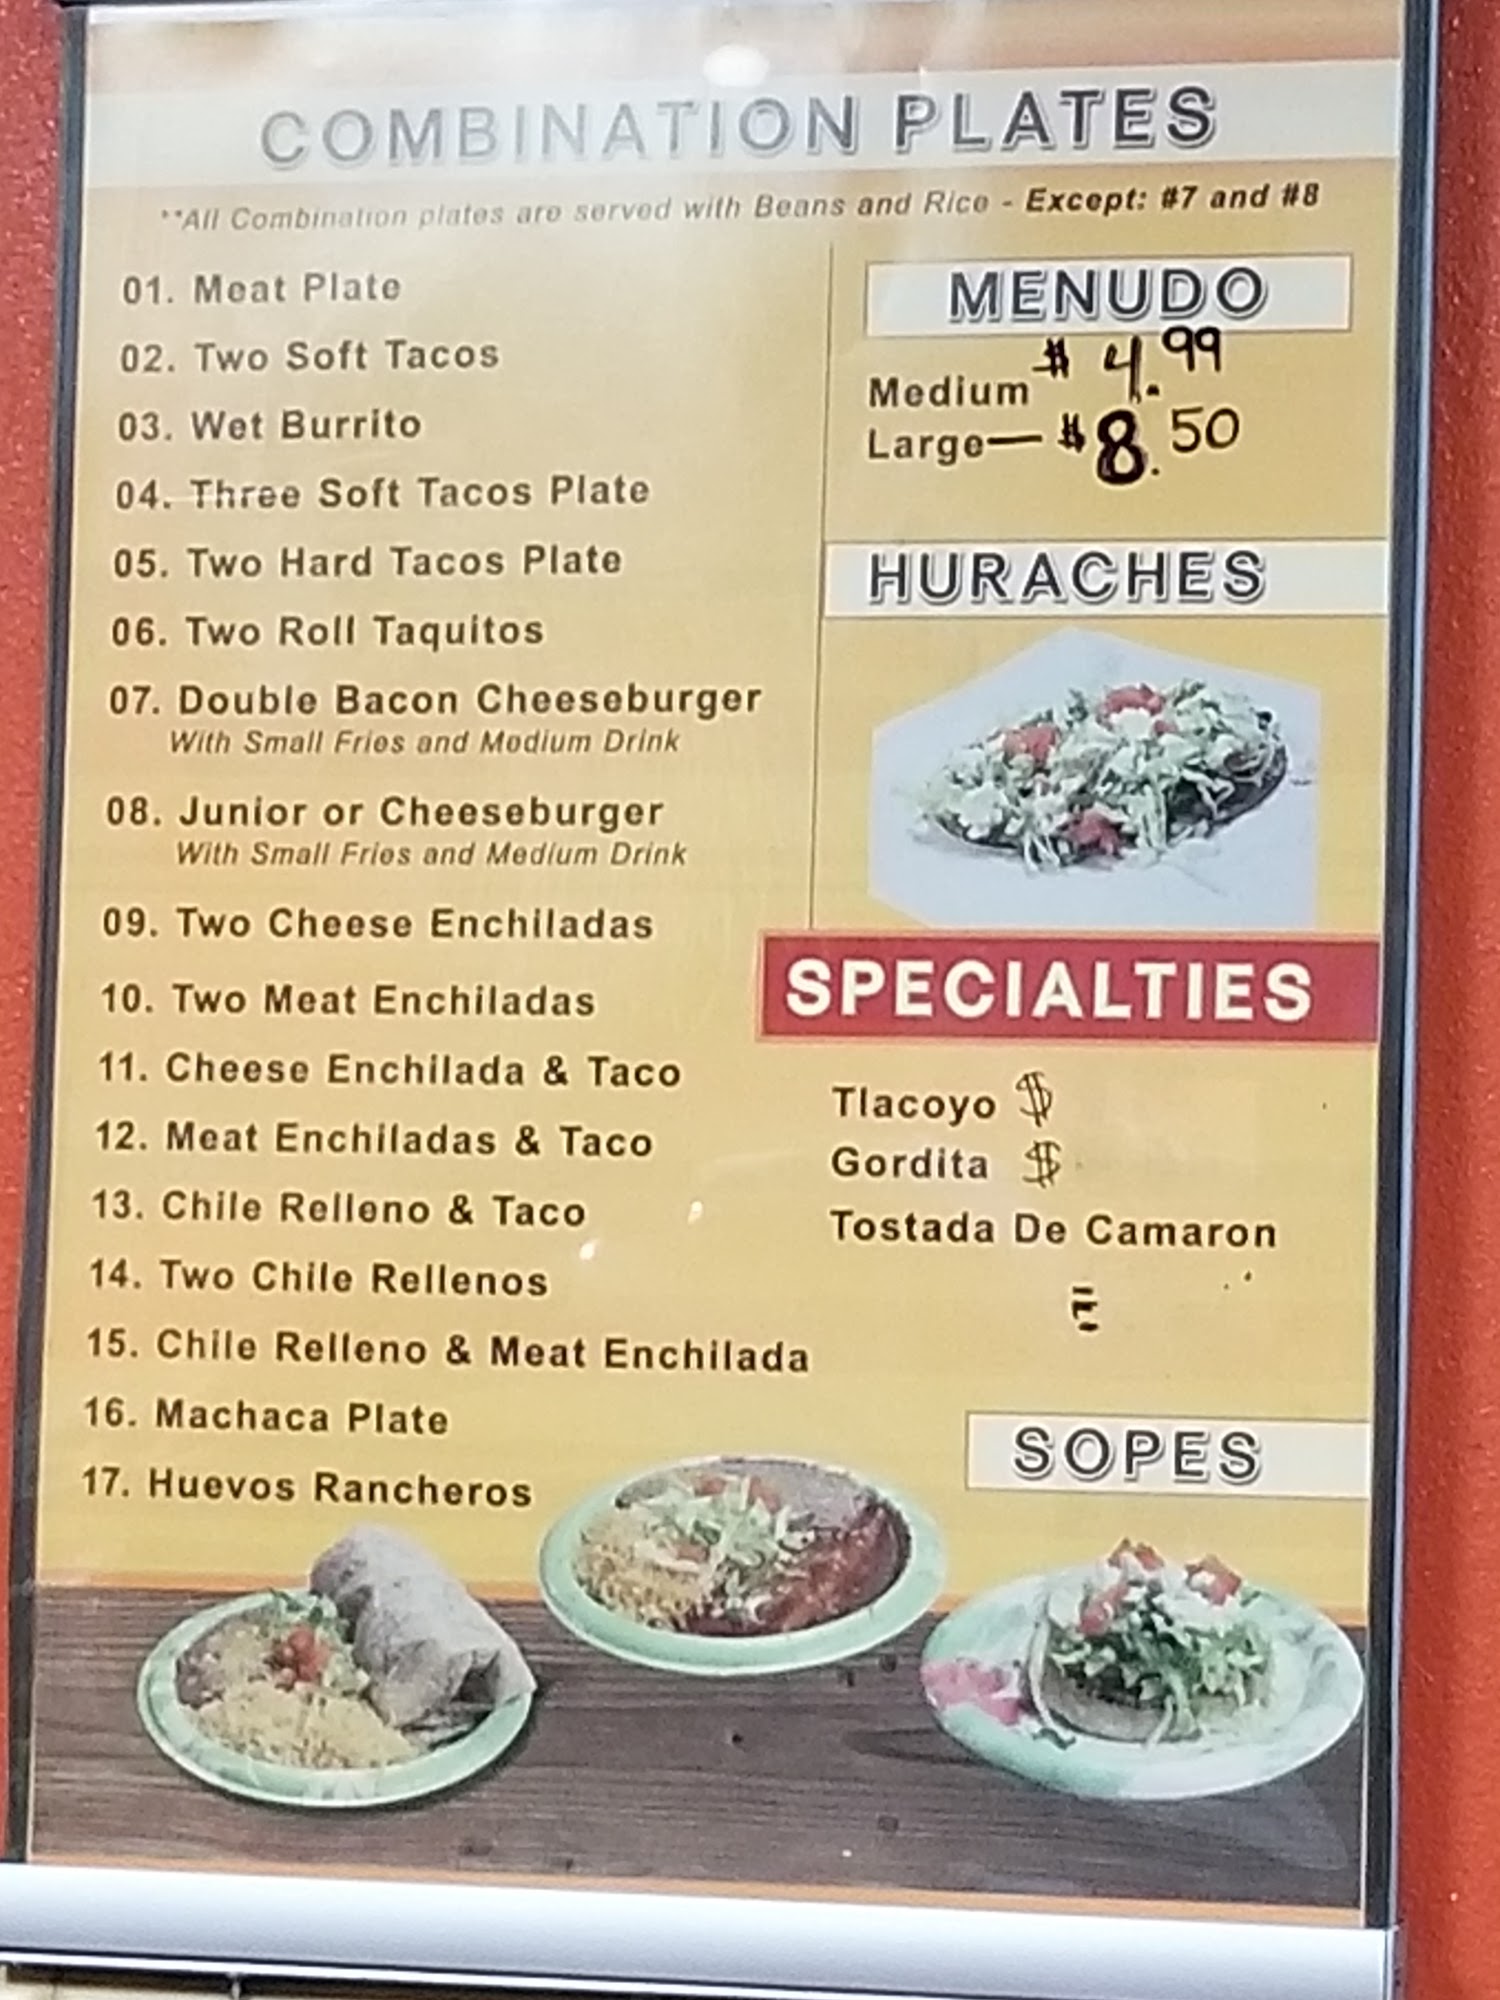 COMBINATION PLATES
**All Combination plates are served with Beans and Rice - Except: #7 and #8
01. Meat Plate
02. Two Soft Tacos
03. Wet Burrito
04. Three Soft Tacos Plate
05. Two Hard Tacos Plate
06. Two Roll Taquitos
07. Double Bacon Cheeseburger
With Small Fries and Medium Drink
08. Junior or Cheeseburger
With Small Fries and Medium Drink
09. Two Cheese Enchiladas
10. Two Meat Enchiladas
11. Cheese Enchilada & Taco
12. Meat Enchiladas & Taco
13. Chile Relleno & Taco
14. Two Chile Rellenos
15. Chile Relleno & Meat Enchilada
16. Machaca Plate
17. Huevos Rancheros
MENUDO
Medium $ 4.99
Large—$8.50
HURACHES
SPECIALTIES
Tlacoyo $
Gordita $
Tostada De Camaron
SOPES